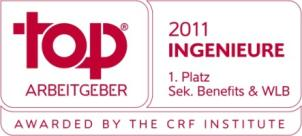 top®
ARBEITGEBER
2011
INGENIEURE
1. Platz
Sek. Benefits & WLB
AWARDED BY THE CRF INSTITUTE